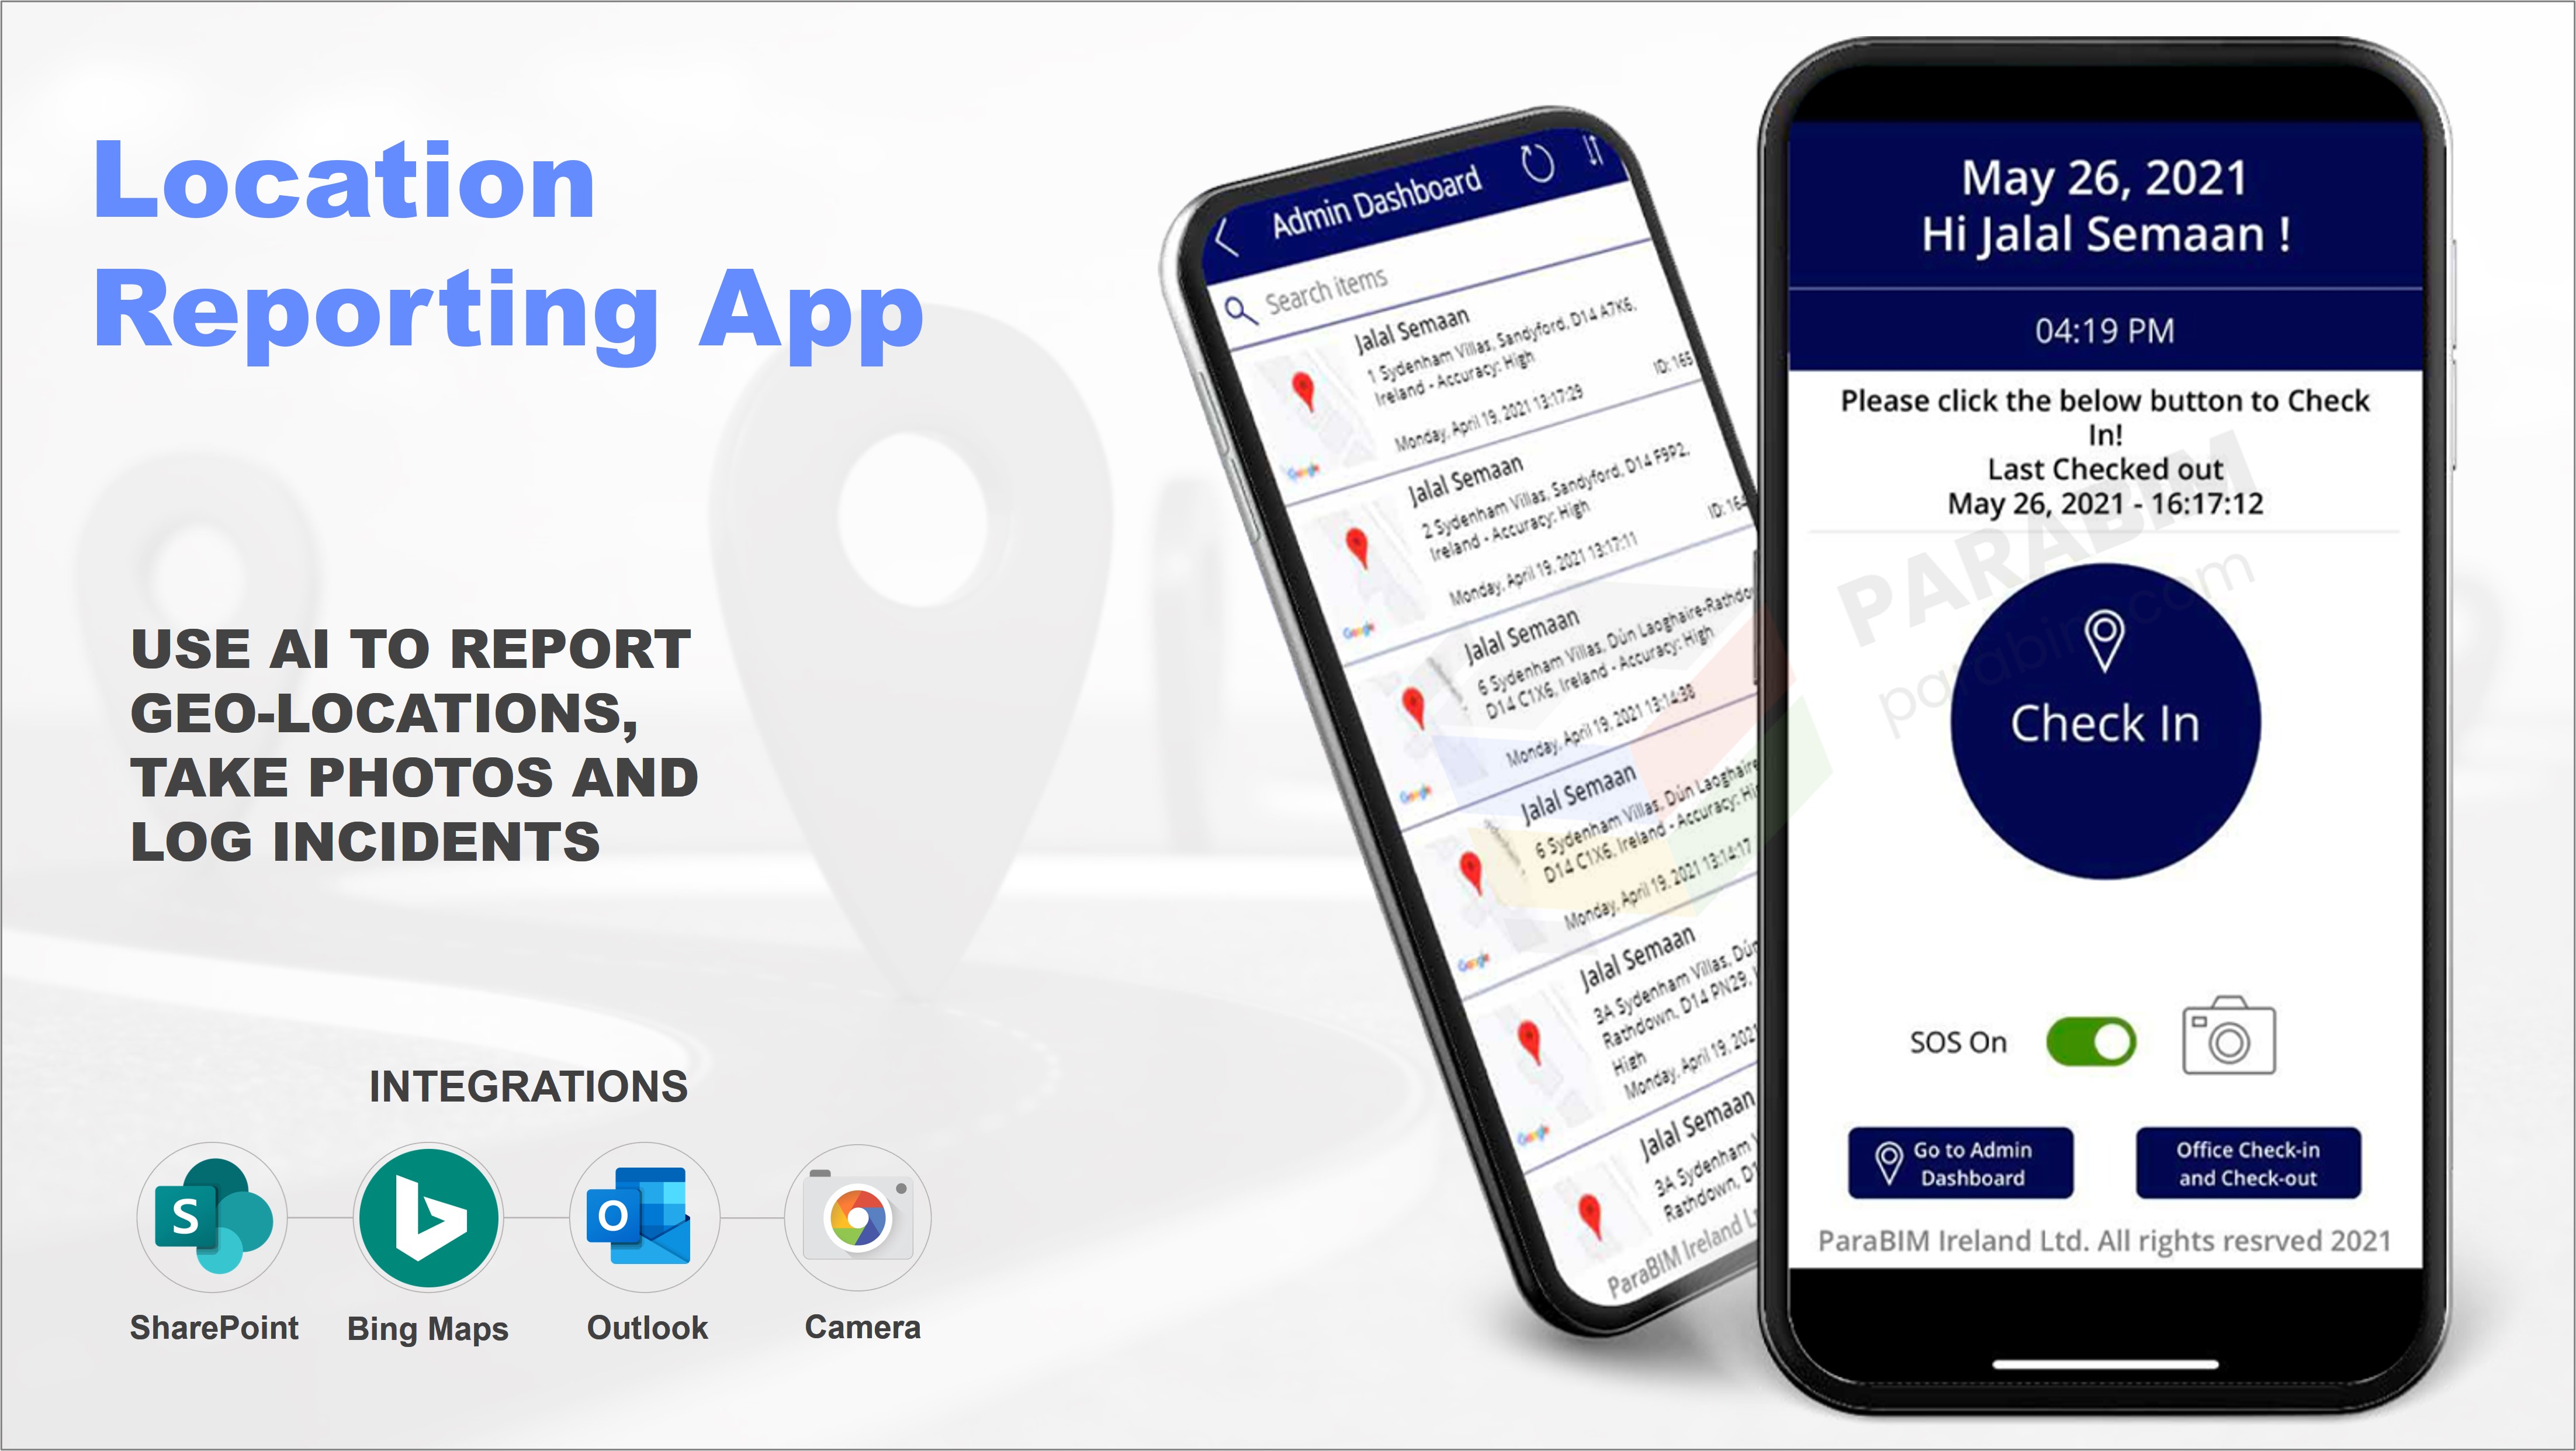 Location
Reporting App
USE AI TO REPORT
GEO-LOCATIONS,
TAKE PHOTOS AND
LOG INCIDENTS
INTEGRATIONS
SharePoint
Bing Maps
Outlook
Camera
Admin Dashboard
Search items
Jalal Semaan
1 Sydenham Villas, Sandyford, D14 A7K6,
Ireland - Accuracy: High
ID: 165
Monday, April 19, 2021 13:17:29
Google
Jalal Semaan
2 Sydenham Villas, Sandyford, D14 F9P2,
Ireland - Accuracy: High
ID: 164
Monday, April 19, 2021 13:17:11
Google
Jalal Semaan
6 Sydenham Villas, Dún Laoghaire-Rathdo
D14 C1X6, Ireland - Accuracy: High
Monday, April 19, 2021 13:14:38
Google
Jalal Semaan
6 Sydenham Villas, Dún Laoghaire
D14 C1X6, Ireland - Accuracy: Hi
Monday, April 19, 2021 13:14:17
Google
Jalal Semaan
3A Sydenham Villas, Dún
Rathdown, D14 PN29,
High
Monday, April 19, 202
Google
Jalal Semaan
3A Sydenham
Rathdown, D1
ParaBIM Ireland
May 26, 2021
Hi Jalal Semaan !
04:19 PM
Please click the below button to Check
In!
Last Checked out
May 26, 2021 - 16:17:12
PARABIM
parabim.com
Check In
SOS On
Go to Admin
Dashboard
Office Check-in
and Check-out
ParaBIM Ireland Ltd. All rights resrved 2021